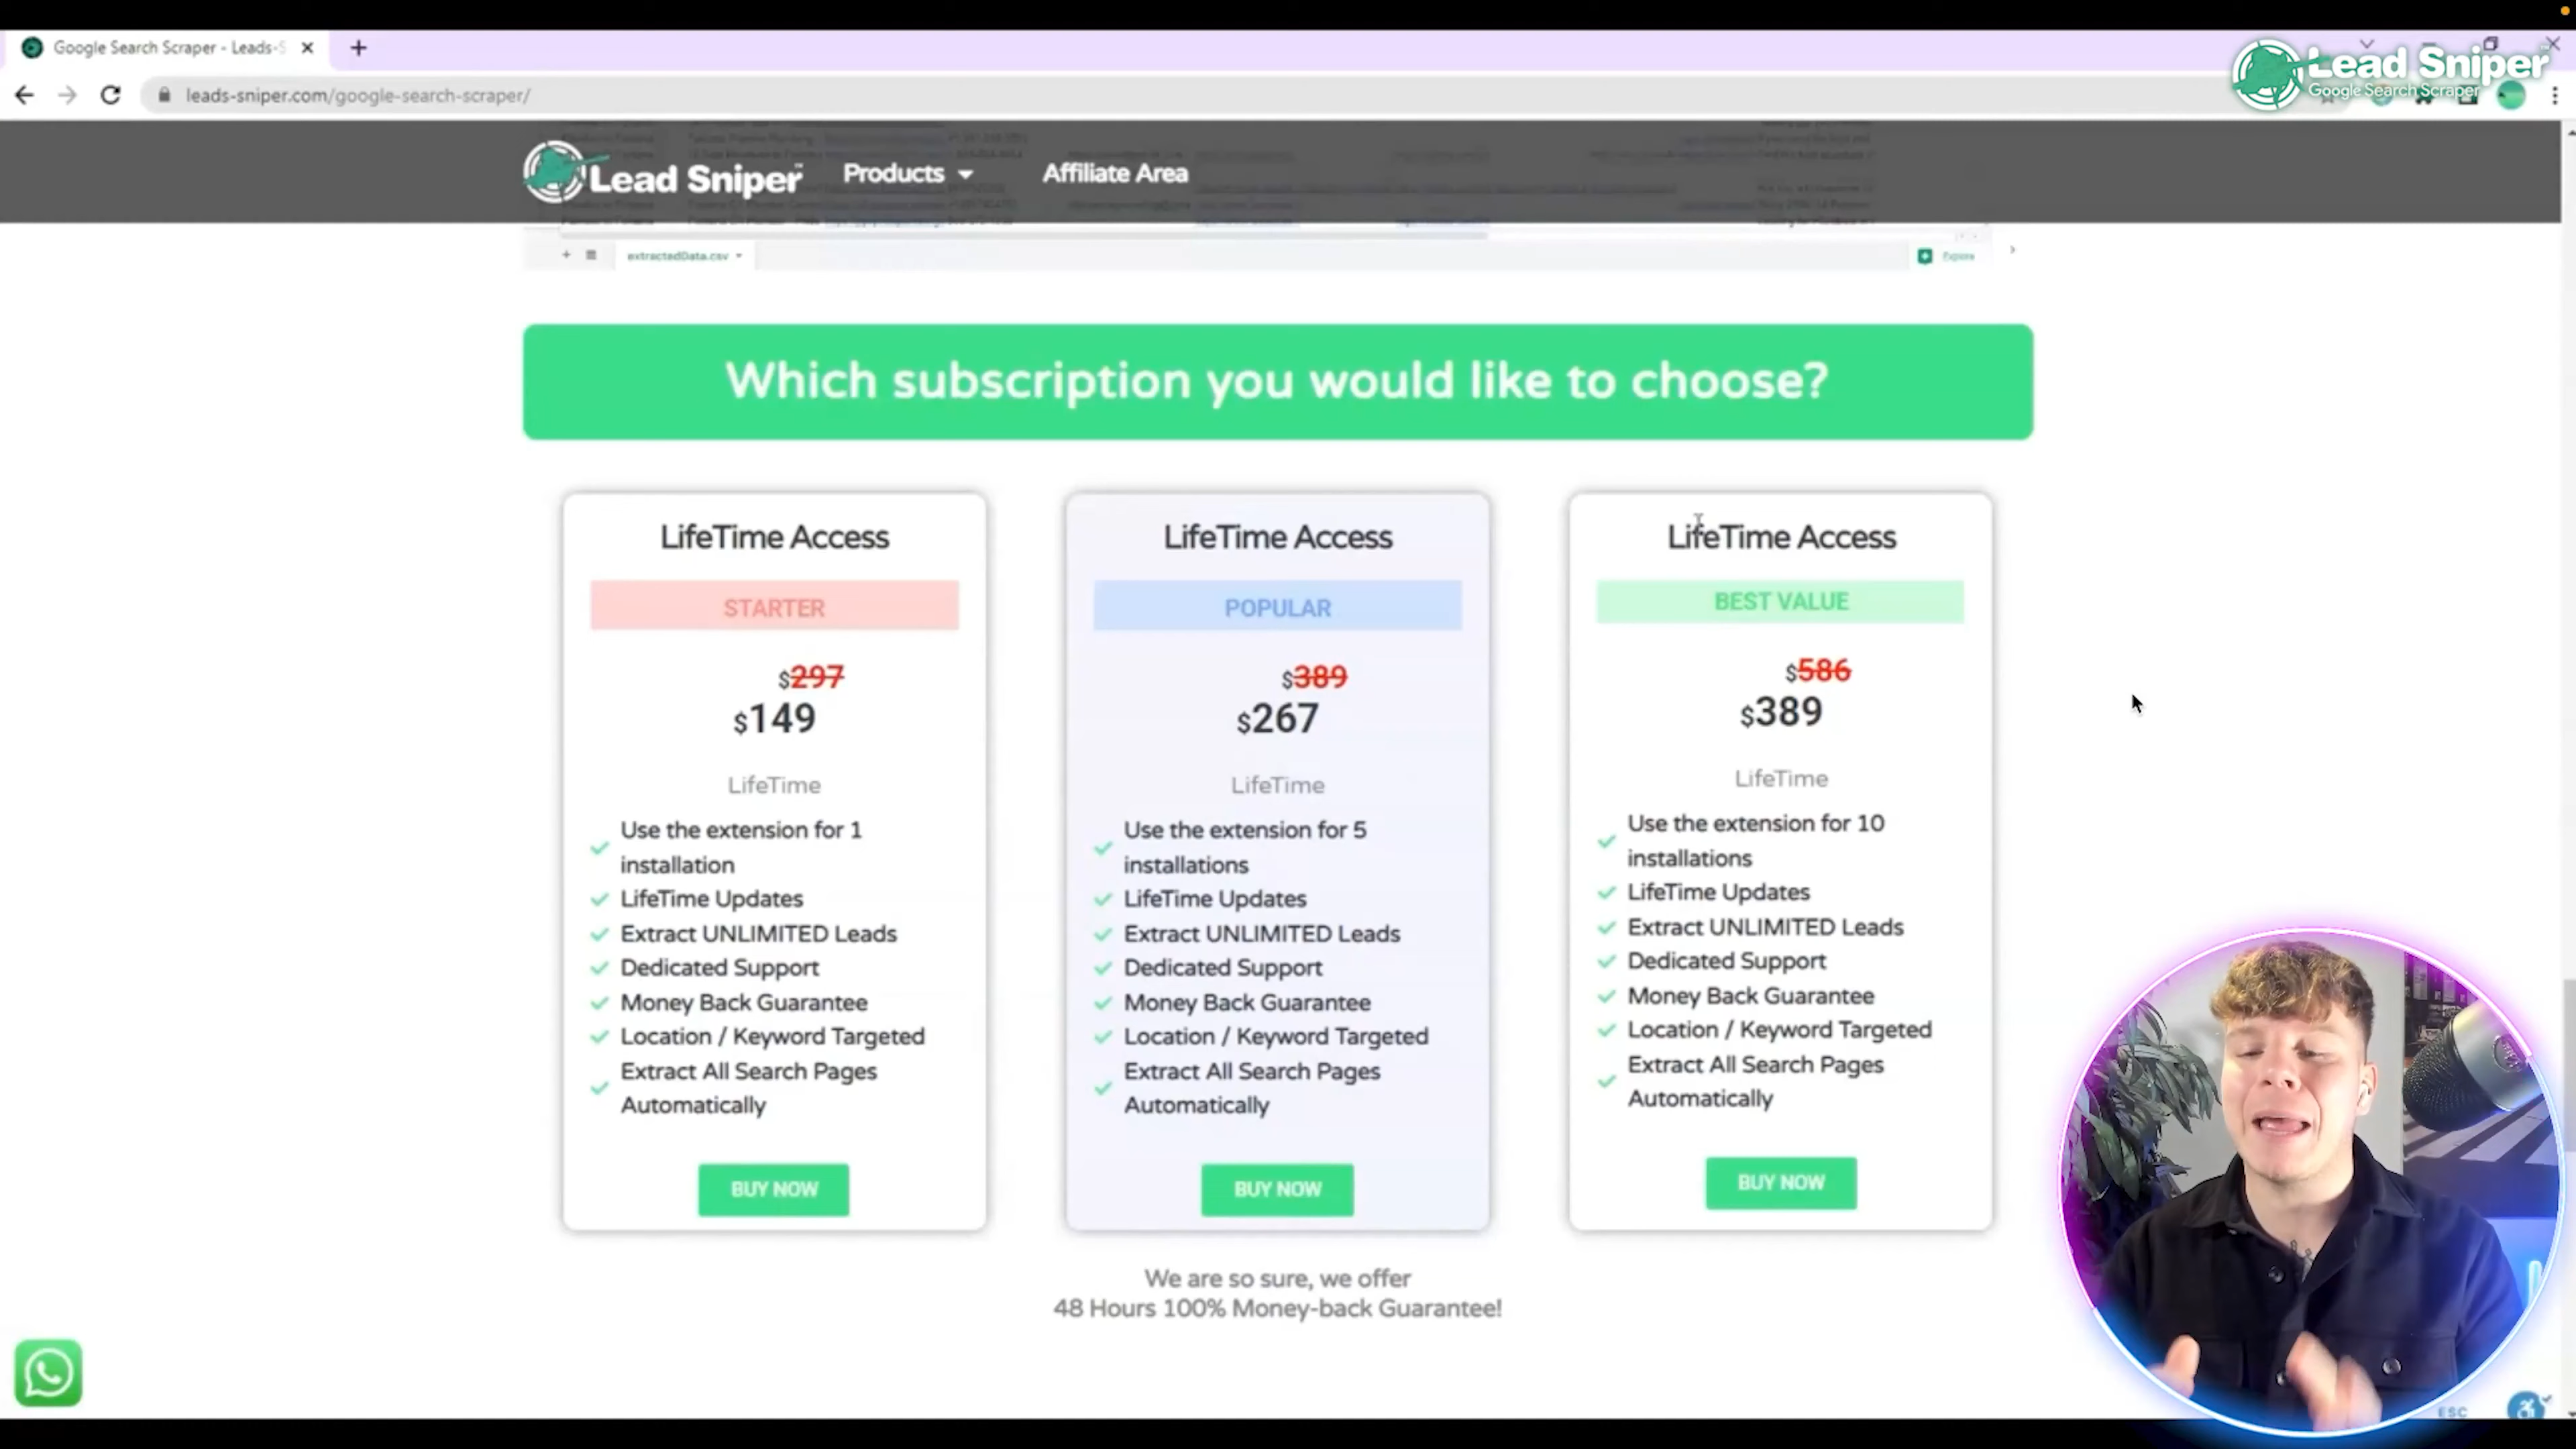 Google Search Scraper - Leads-S
leads-sniper.com/google-search-scraper/
Lead Sniper
Google Search Scraper
Lead Sniper
Products
Affiliate Area
extractedData.csv
Explore
Which subscription you would like to choose?
LifeTime Access
STARTER
$297
$149
LifeTime
Use the extension for 1
installation
LifeTime Updates
Extract UNLIMITED Leads
Dedicated Support
Money Back Guarantee
Location / Keyword Targeted
Extract All Search Pages
Automatically
BUY NOW
LifeTime Access
POPULAR
$389
$267
LifeTime
Use the extension for 5
installations
LifeTime Updates
Extract UNLIMITED Leads
Dedicated Support
Money Back Guarantee
Location / Keyword Targeted
Extract All Search Pages
Automatically
BUY NOW
LifeTime Access
BEST VALUE
$586
$389
LifeTime
Use the extension for 10
installations
LifeTime Updates
Extract UNLIMITED Leads
Dedicated Support
Money Back Guarantee
Location / Keyword Targeted
Extract All Search Pages
Automatically
BUY NOW
We are so sure, we offer
48 Hours 100% Money-back Guarantee!
ESC